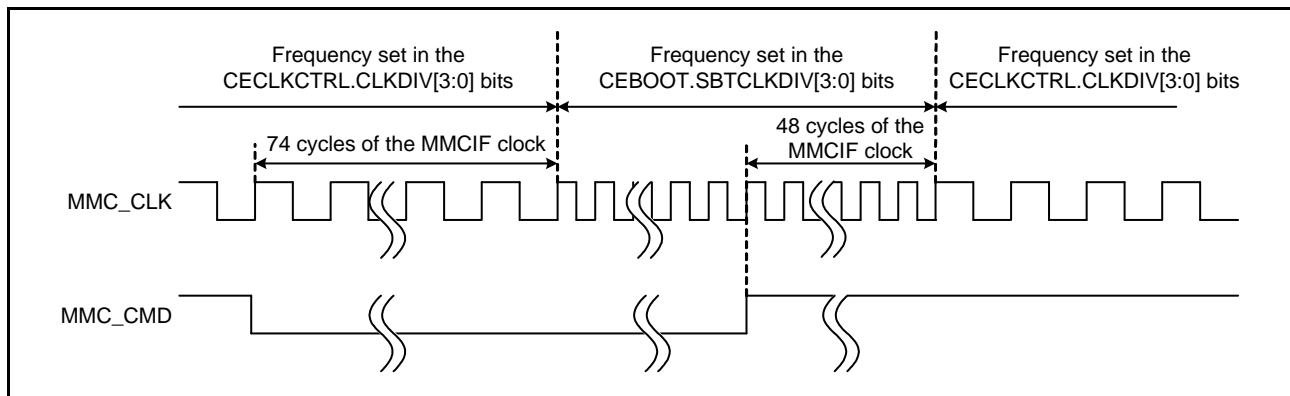 Frequency set in the
CECLKCTRL.CLKDIV[3:0] bits
Frequency set in the
CEBOOT.SBTCLKDIV[3:0] bits
Frequency set in the
CECLKCTRL.CLKDIV[3:0] bits
74 cycles of the MMCIF clock
48 cycles of the
MMCIF clock
MMC_CLK
MMC_CMD